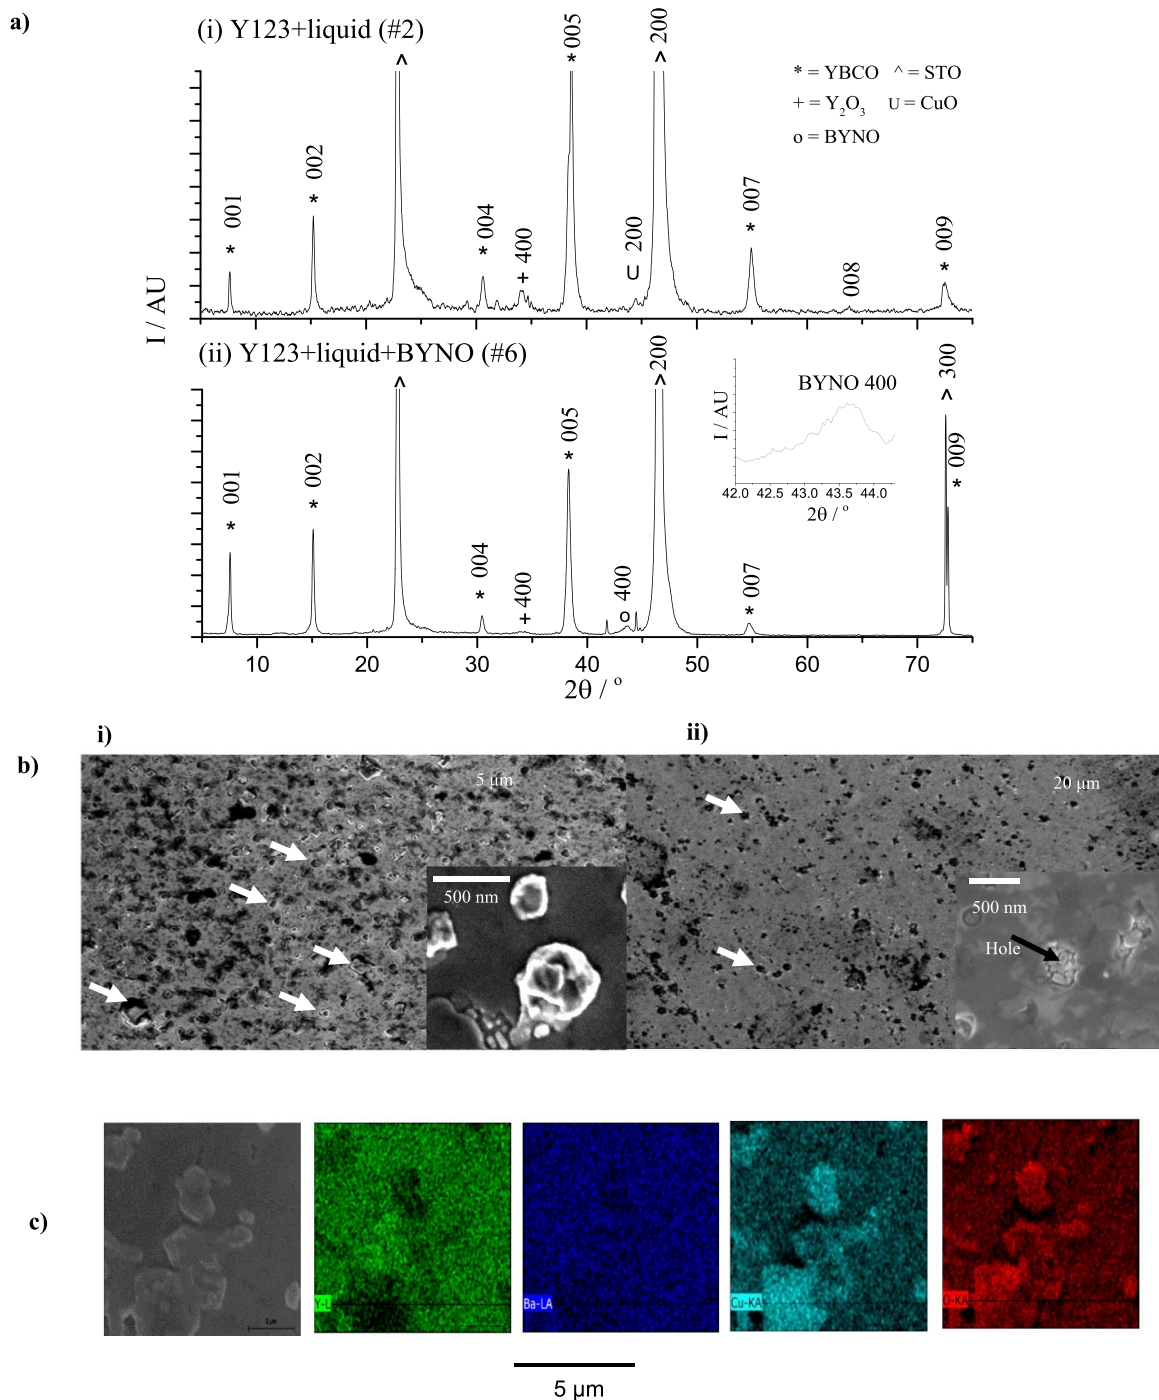 a)
(i) Y123+liquid (#2)
* = YBCO ^ = STO
+ = Y2O3 U = CuO
o = BYNO
I / AU
* 001
* 002
^
* 004
+ 400
* 005
U 200
^ 200
* 007
008
* 009
(ii) Y123+liquid+BYNO (#6)
* 001
* 002
^
* 004
+ 400
* 005
o 400
^ 200
* 007
^ 300
* 009
BYNO 400
I / AU
42.0 42.5 43.0 43.5 44.0
2θ / °
10 20 30 40 50 60 70
2θ / °
b)
i)
ii)
5 µm
500 nm
20 µm
500 nm
Hole
c)
Y-L
Ba-LA
Cu-KA
O-KA
5 µm